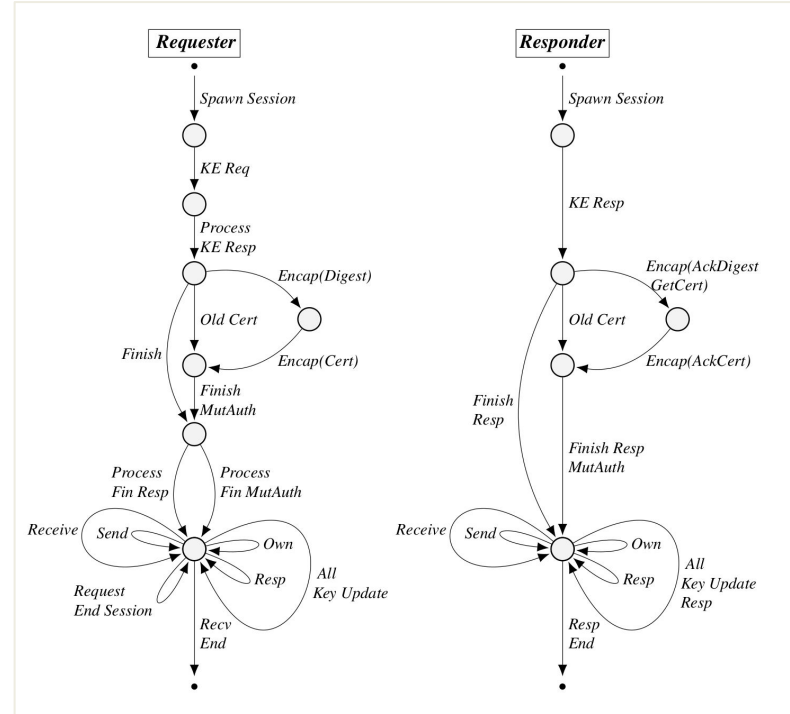 Requester
Spawn Session
KE Req
Process
KE Resp
Encap(Digest)
Old Cert
Finish
Encap(Cert)
Finish
MutAuth
Process
Fin Resp
Process
Fin MutAuth
Receive
Send
Own
Resp
All
Key Update
Request
End Session
Recv
End
Responder
Spawn Session
KE Resp
Encap(AckDigest
GetCert)
Old Cert
Encap(AckCert)
Finish
Resp
Finish Resp
MutAuth
Receive
Send
Own
Resp
All
Key Update
Resp
Resp
End